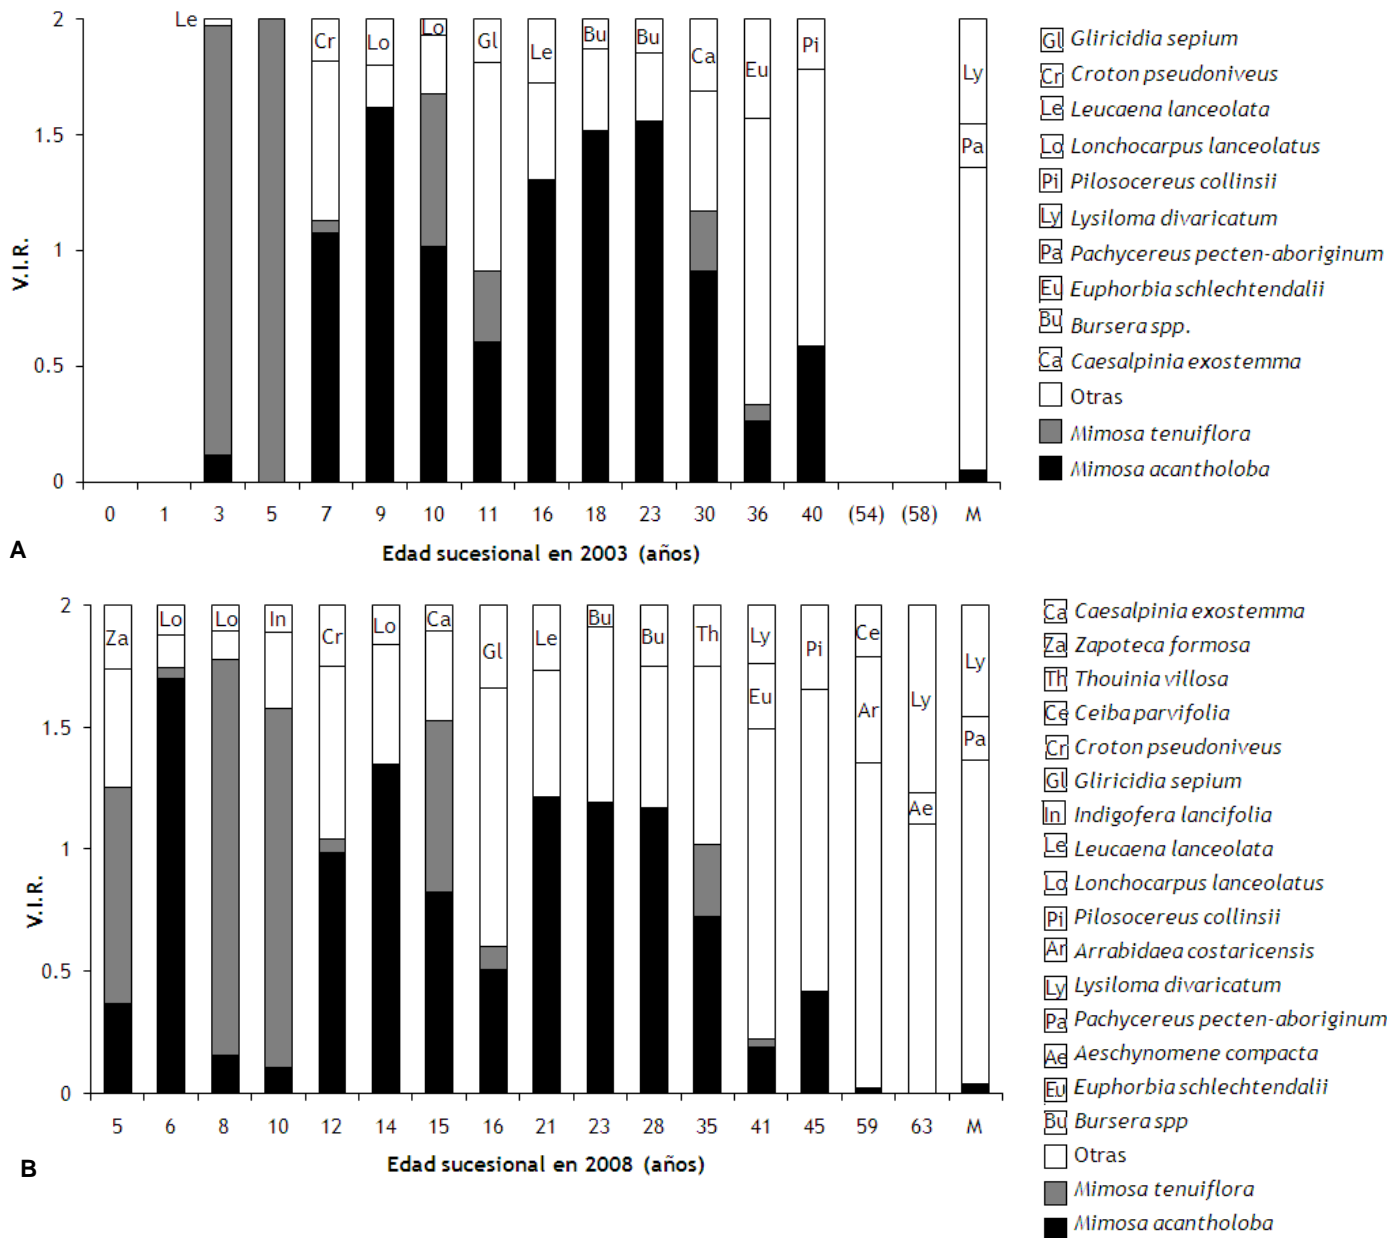 2
1.5
1
0.5
0
V.I.R.
Le
Cr
Lo
Lo
Gl
Le
Bu
Bu
Ca
Eu
Pi
Ly
Pa
0 1 3 5 7 9 10 11 16 18 23 30 36 40 (54) (58) M
Edad sucesional en 2003 (años)
A
Gl Gliricidia sepium
Cr Croton pseudoniveus
Le Leucaena lanceolata
Lo Lonchocarpus lanceolatus
Pi Pilosocereus collinsii
Ly Lysiloma divaricatum
Pa Pachycereus pecten-aboriginum
Eu Euphorbia schlechtendalii
Bu Bursera spp.
Ca Caesalpinia exostemma
Otras
Mimosa tenuiflora
Mimosa acantholoba
2
1.5
1
0.5
0
V.I.R.
Za
Lo
Lo
In
Cr
Lo
Ca
Gl
Le
Bu
Bu
Th
Ly
Eu
Pi
Ce
Ar
Ly
Ae
Ly
Pa
5 6 8 10 12 14 15 16 21 23 28 35 41 45 59 63 M
Edad sucesional en 2008 (años)
B
Ca Caesalpinia exostemma
Za Zapoteca formosa
Th Thouinia villosa
Ce Ceiba parvifolia
Cr Croton pseudoniveus
Gl Gliricidia sepium
In Indigofera lancifolia
Le Leucaena lanceolata
Lo Lonchocarpus lanceolatus
Pi Pilosocereus collinsii
Ar Arrabidaea costaricensis
Ly Lysiloma divaricatum
Pa Pachycereus pecten-aboriginum
Ae Aeschynomene compacta
Eu Euphorbia schlechtendalii
Bu Bursera spp
Otras
Mimosa tenuiflora
Mimosa acantholoba